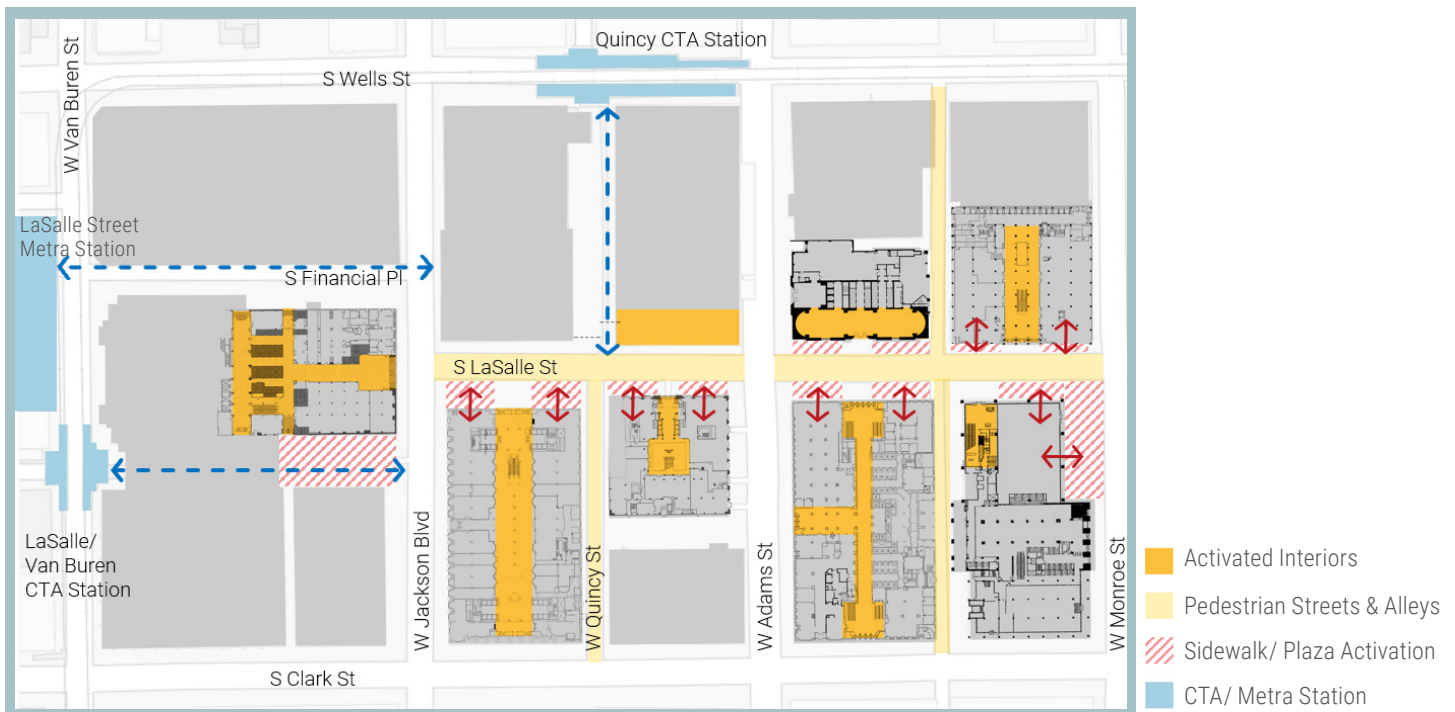 Quincy CTA Station
S Wells St
W Van Buren St
LaSalle Street
Metra Station
S Financial Pl
S LaSalle St
LaSalle/
Van Buren
CTA Station
W Jackson Blvd
W Quincy St
W Adams St
W Monroe St
S Clark St
Activated Interiors
Pedestrian Streets & Alleys
Sidewalk/ Plaza Activation
CTA/ Metra Station